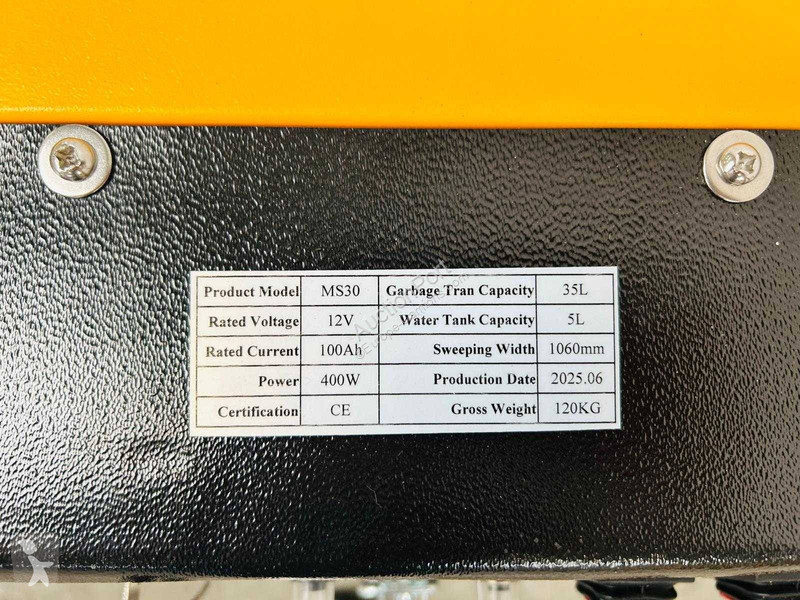 Product Model MS30 Garbage Tran Capacity 35L
Rated Voltage 12V Water Tank Capacity 5L
Rated Current 100Ah Sweeping Width 1060mm
Power 400W Production Date 2025.06
Certification CE Gross Weight 120KG
AuctionPort